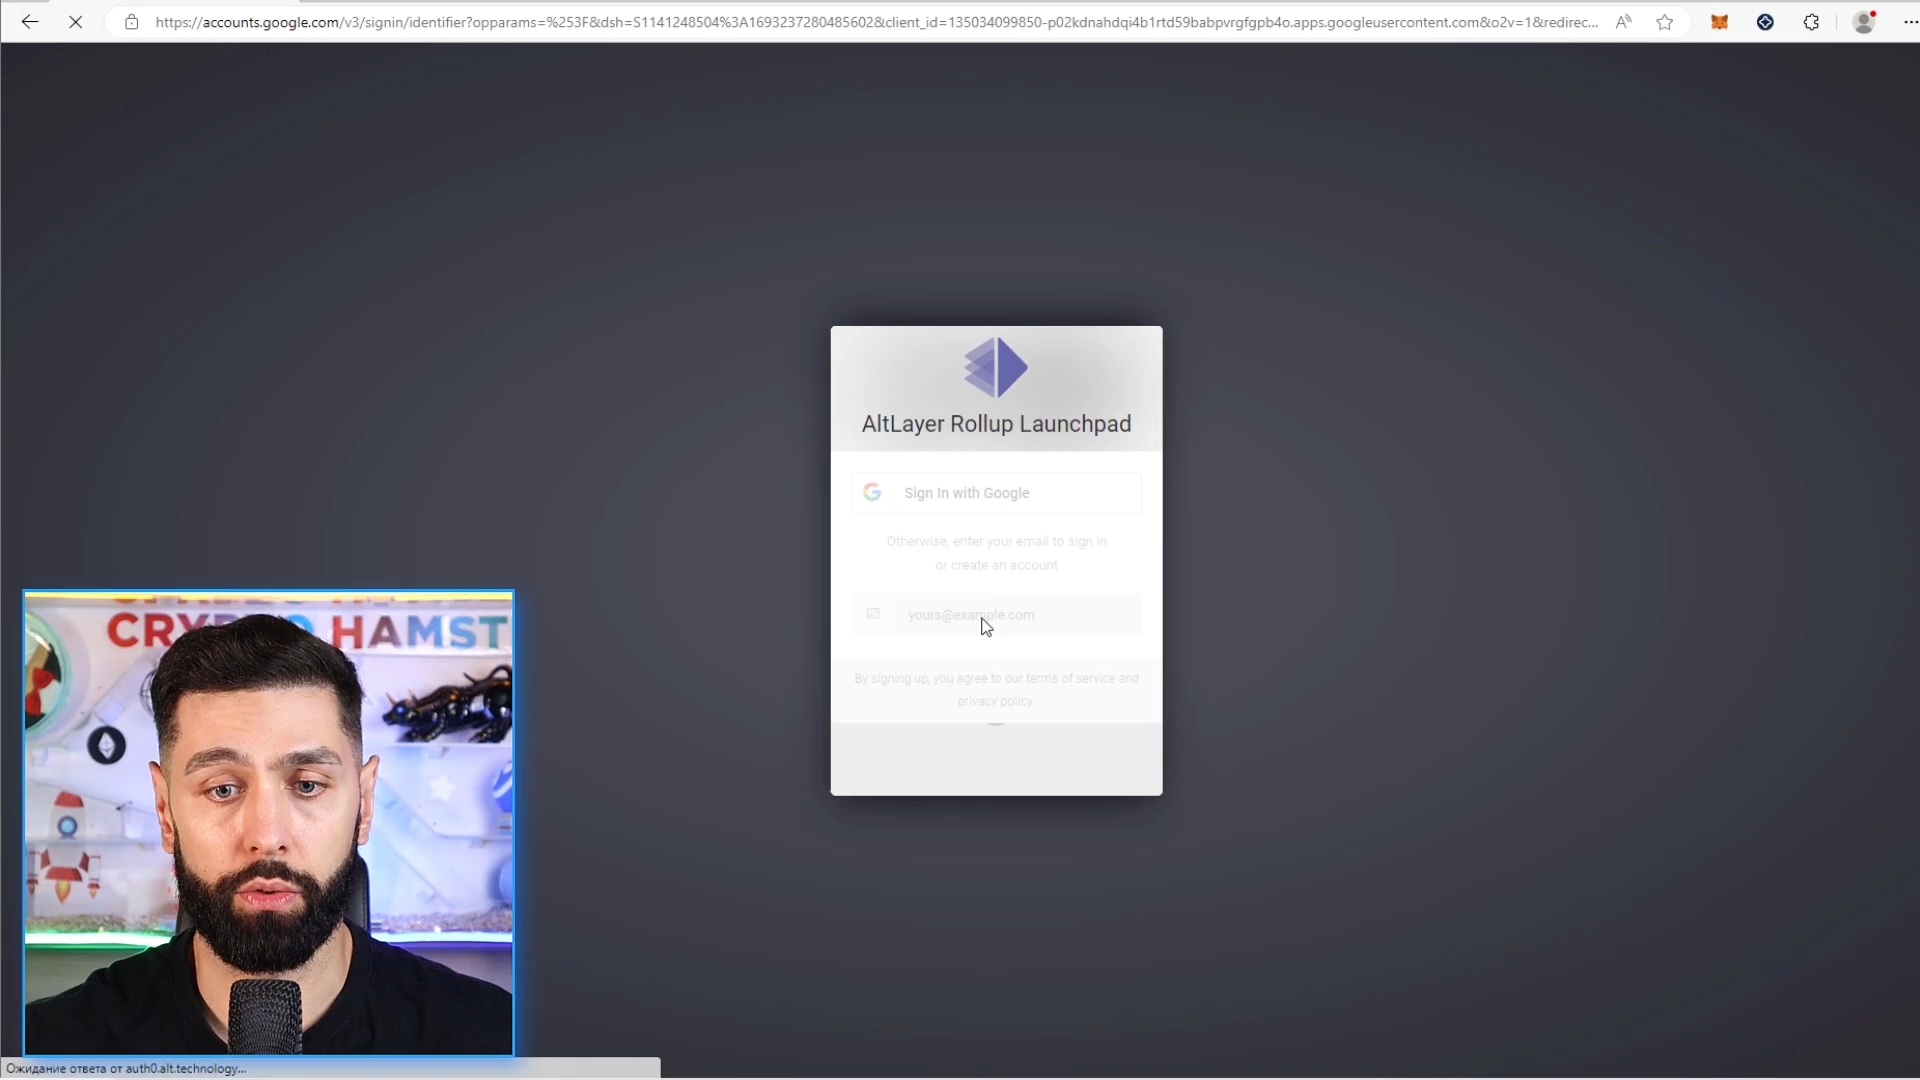 https://accounts.google.com/v3/signin/identifier?opparams=%253F&dsh=S1141248504%3A1693237280485602&client_id=135034099850-p02kdnahdqi4b1rtd59babpvrgfgpb4o.apps.googleusercontent.com&o2v=1&redirec...
AltLayer Rollup Launchpad
Sign In with Google
Otherwise, enter your email to sign in
or create an account
yours@example.com
By signing up, you agree to our terms of service and
privacy policy.
HAMST
Ожидание ответа от auth0.alt.technology...